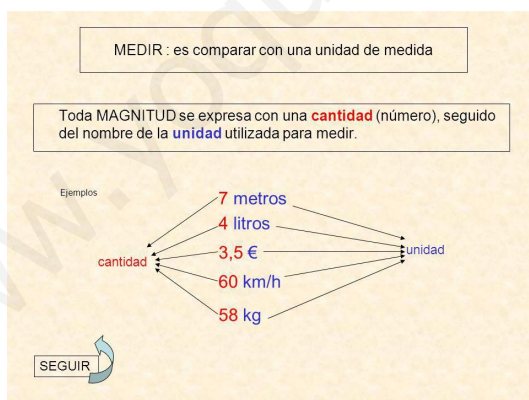 MEDIR : es comparar con una unidad de medida
Toda MAGNITUD se expresa con una cantidad (número), seguido
del nombre de la unidad utilizada para medir.
Ejemplos
7 metros
4 litros
3,5 €
cantidad
unidad
60 km/h
58 kg
SEGUIR